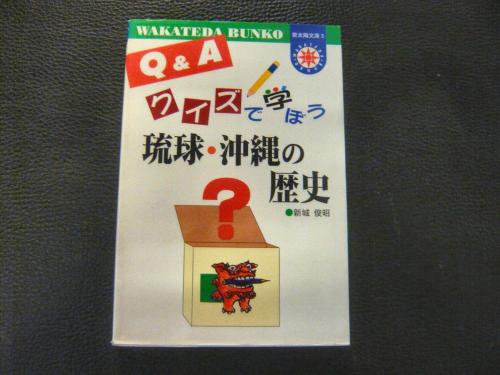 WAKATEDA BUNKO
若太陽文庫5
Q&A
クイズで学ぼう
琉球・沖縄の
歴史
?
●新城 俊昭